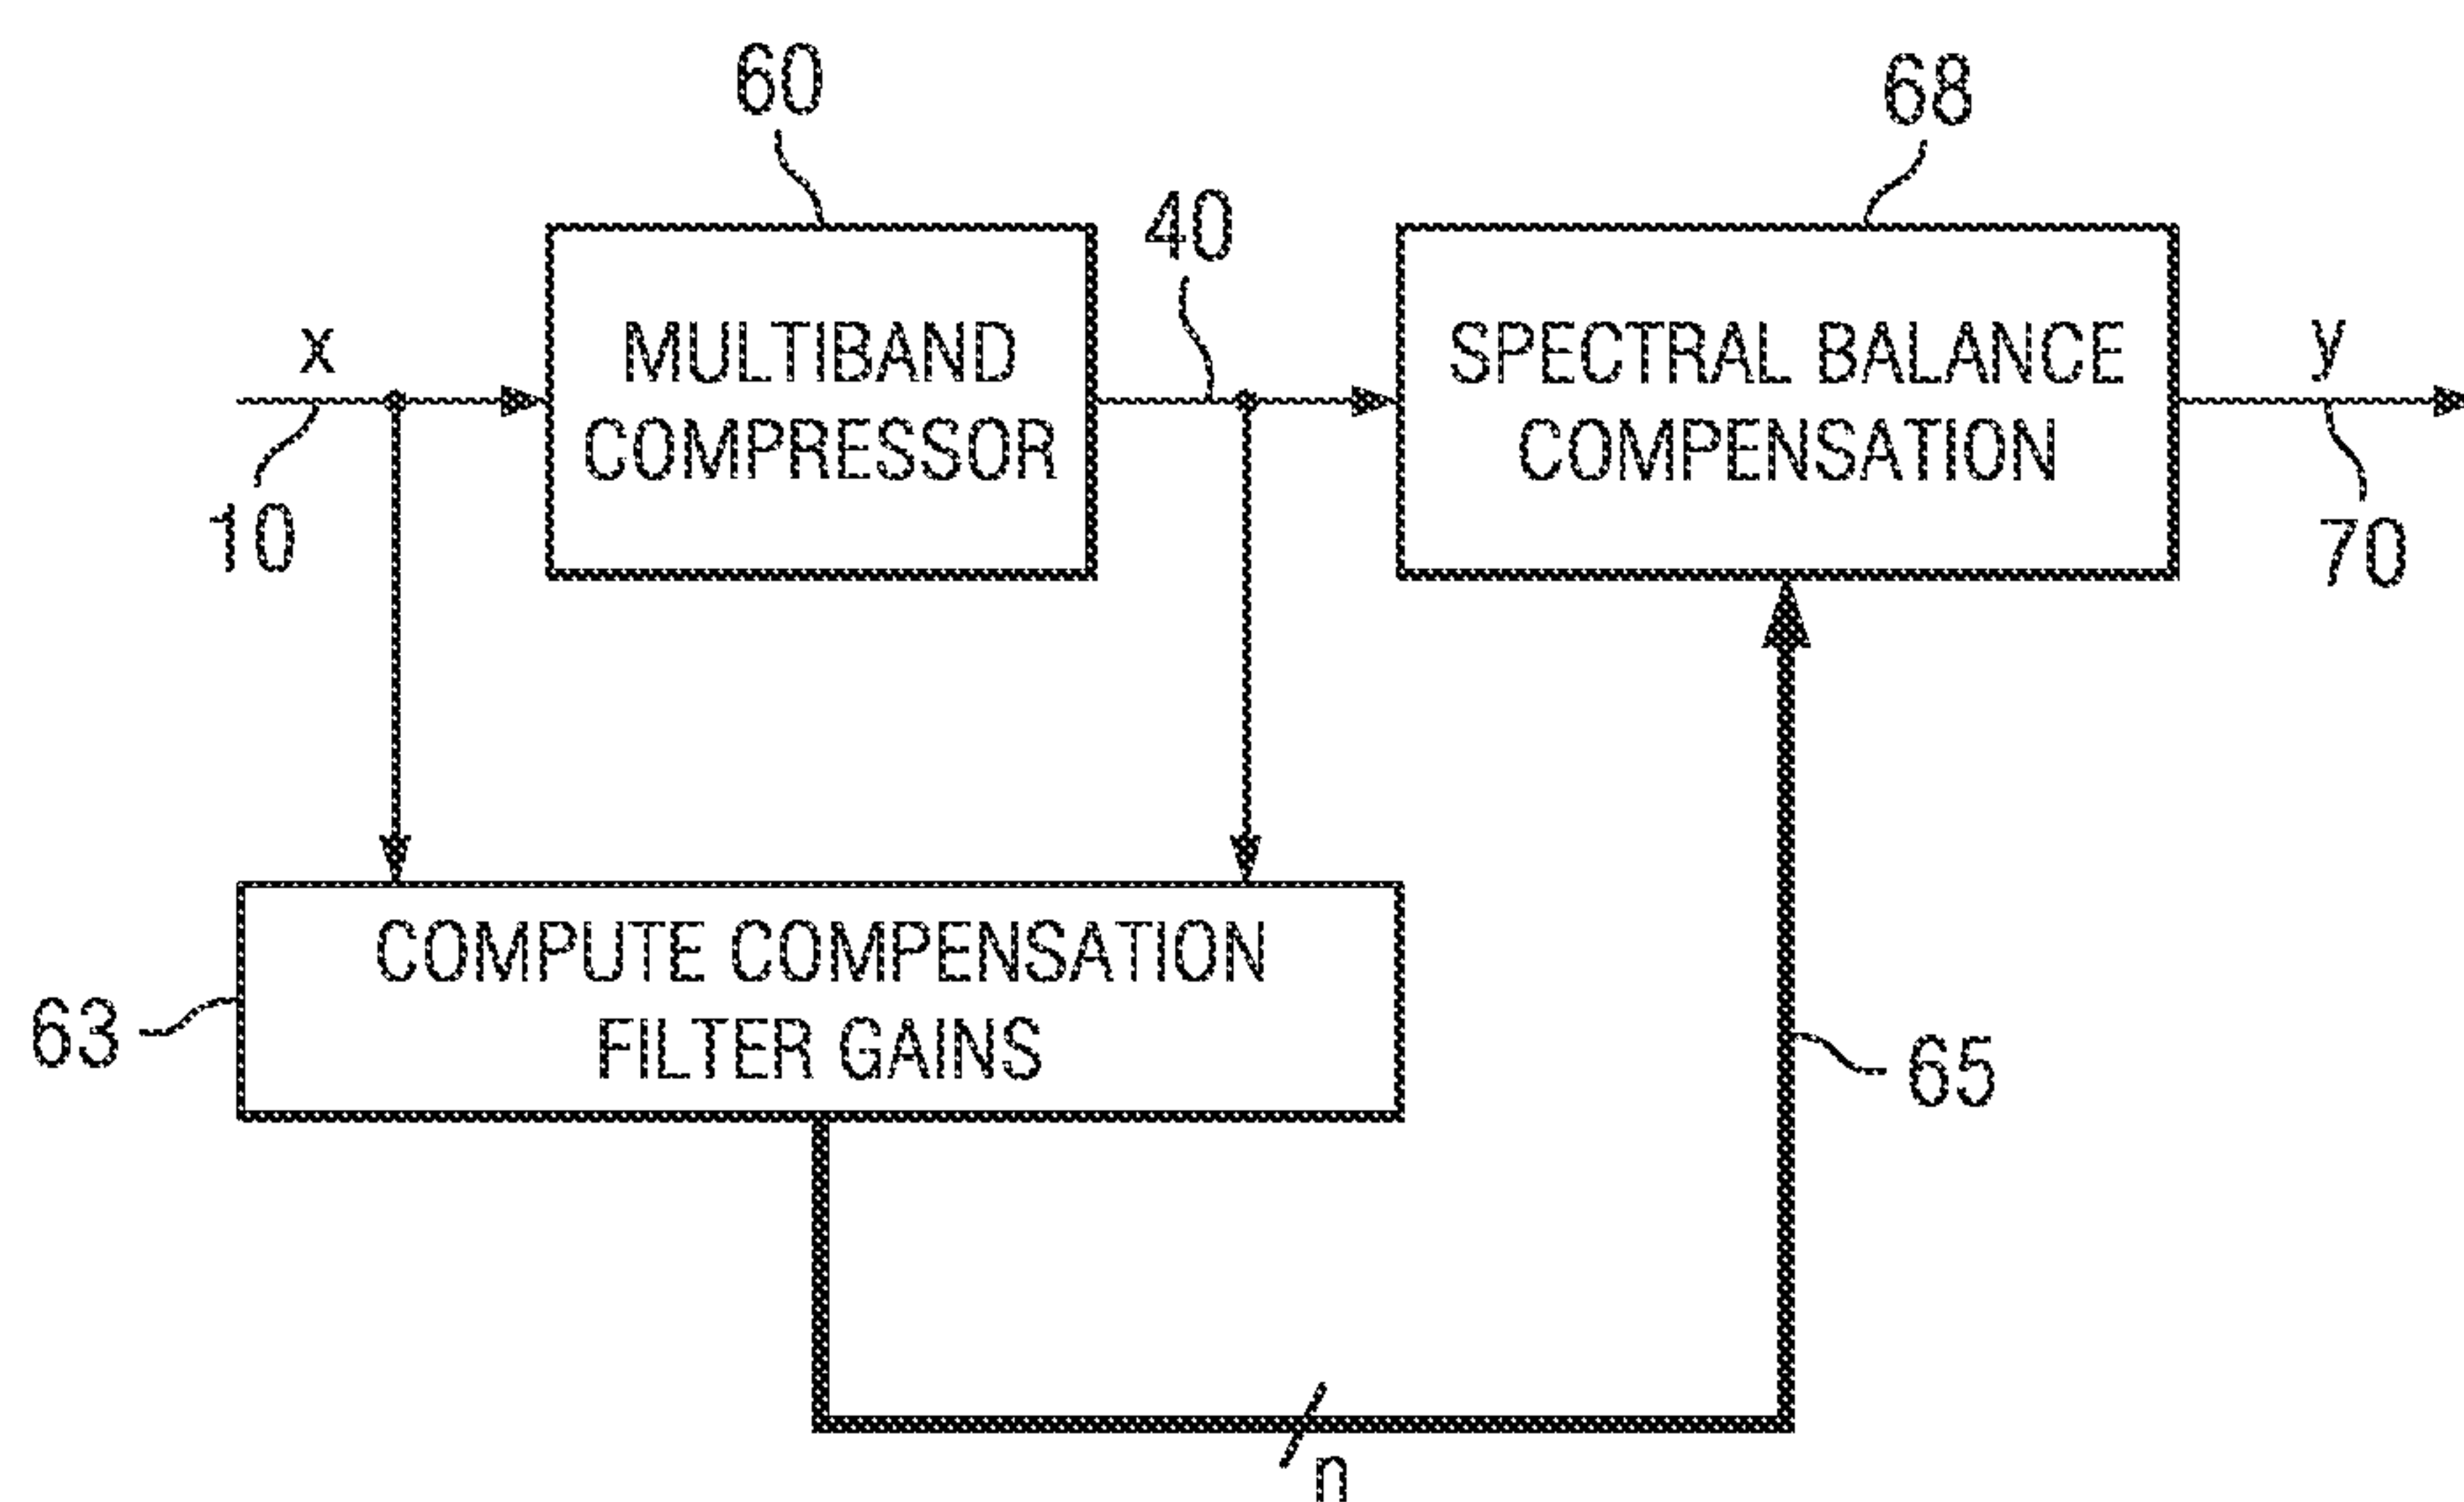 60
68
40
x
MULTIBAND
COMPRESSOR
SPECTRAL BALANCE
COMPENSATION
y
10
70
COMPUTE COMPENSATION
FILTER GAINS
63
65
n